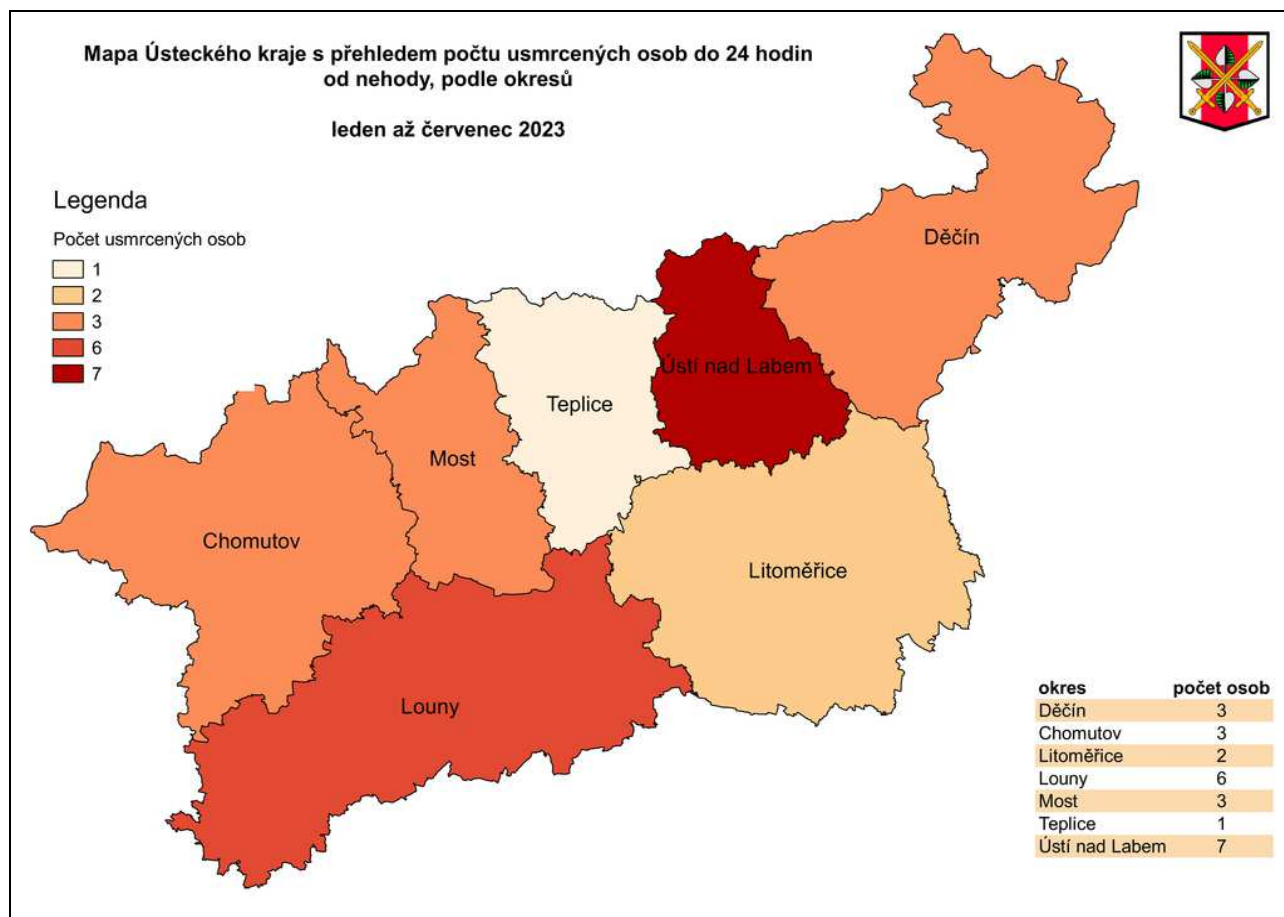 Mapa Ústeckého kraje s přehledem počtu usmrcených osob do 24 hodin
od nehody, podle okresů
leden až červenec 2023
Legenda
Počet usmrcených osob
1
2
3
6
7
Děčín
Ústí nad Labem
Teplice
Most
Chomutov
Litoměřice
Louny
okres počet osob
Děčín 3
Chomutov 3
Litoměřice 2
Louny 6
Most 3
Teplice 1
Ústí nad Labem 7